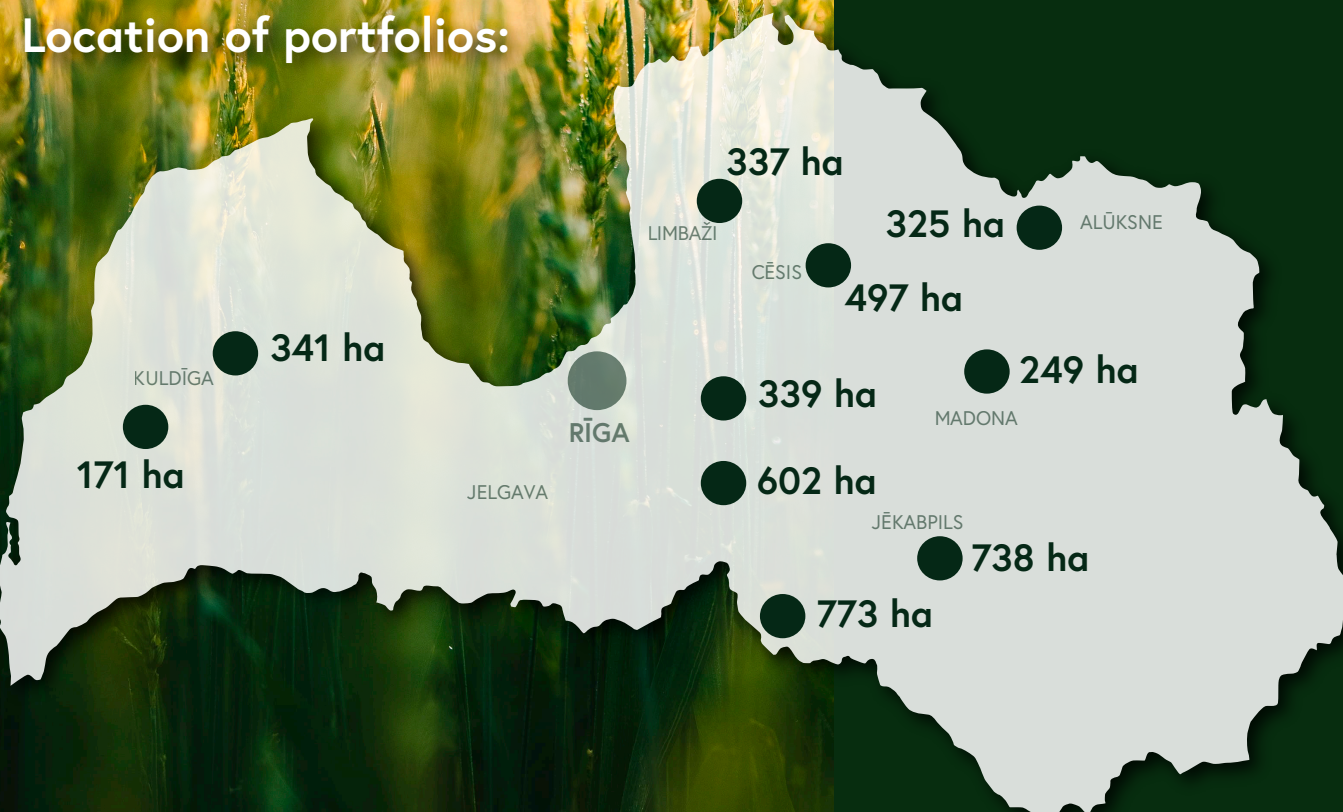 Location of portfolios:
337 ha
LIMBAŽI
325 ha
ALŪKSNE
CĒSIS
497 ha
341 ha
KULDĪGA
249 ha
MADONA
339 ha
RĪGA
171 ha
602 ha
JELGAVA
JĒKABPILS
738 ha
773 ha